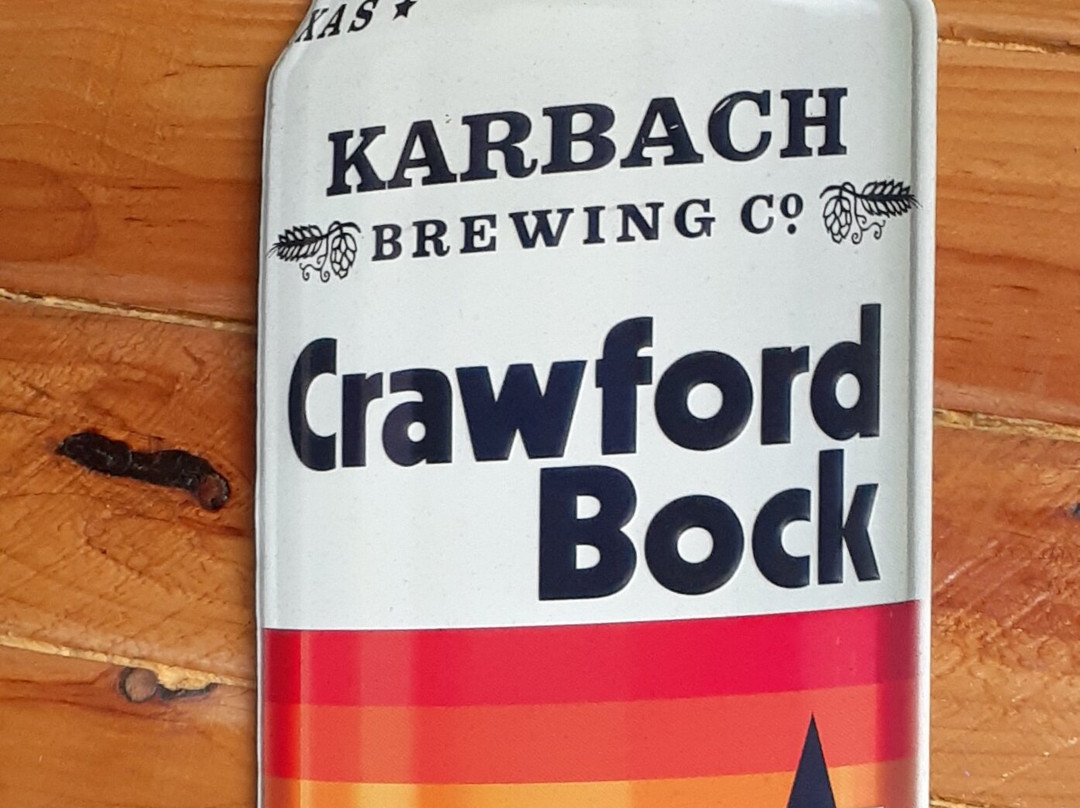 XAS ★
KARBACH
BREWING Cº
Crawford
Bock